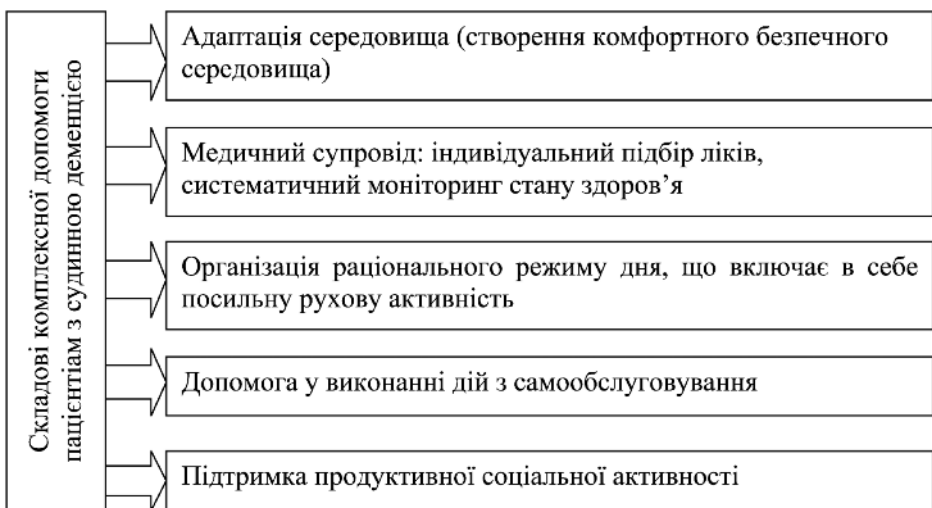 Складові комплексної допомоги
пацієнтіам з судинною деменцією
Адаптація середовища (створення комфортного безпечного
середовища)
Медичний супровід: індивідуальний підбір ліків,
систематичний моніторинг стану здоров’я
Організація раціонального режиму дня, що включає в себе
посильну рухову активність
Допомога у виконанні дій з самообслуговування
Підтримка продуктивної соціальної активності